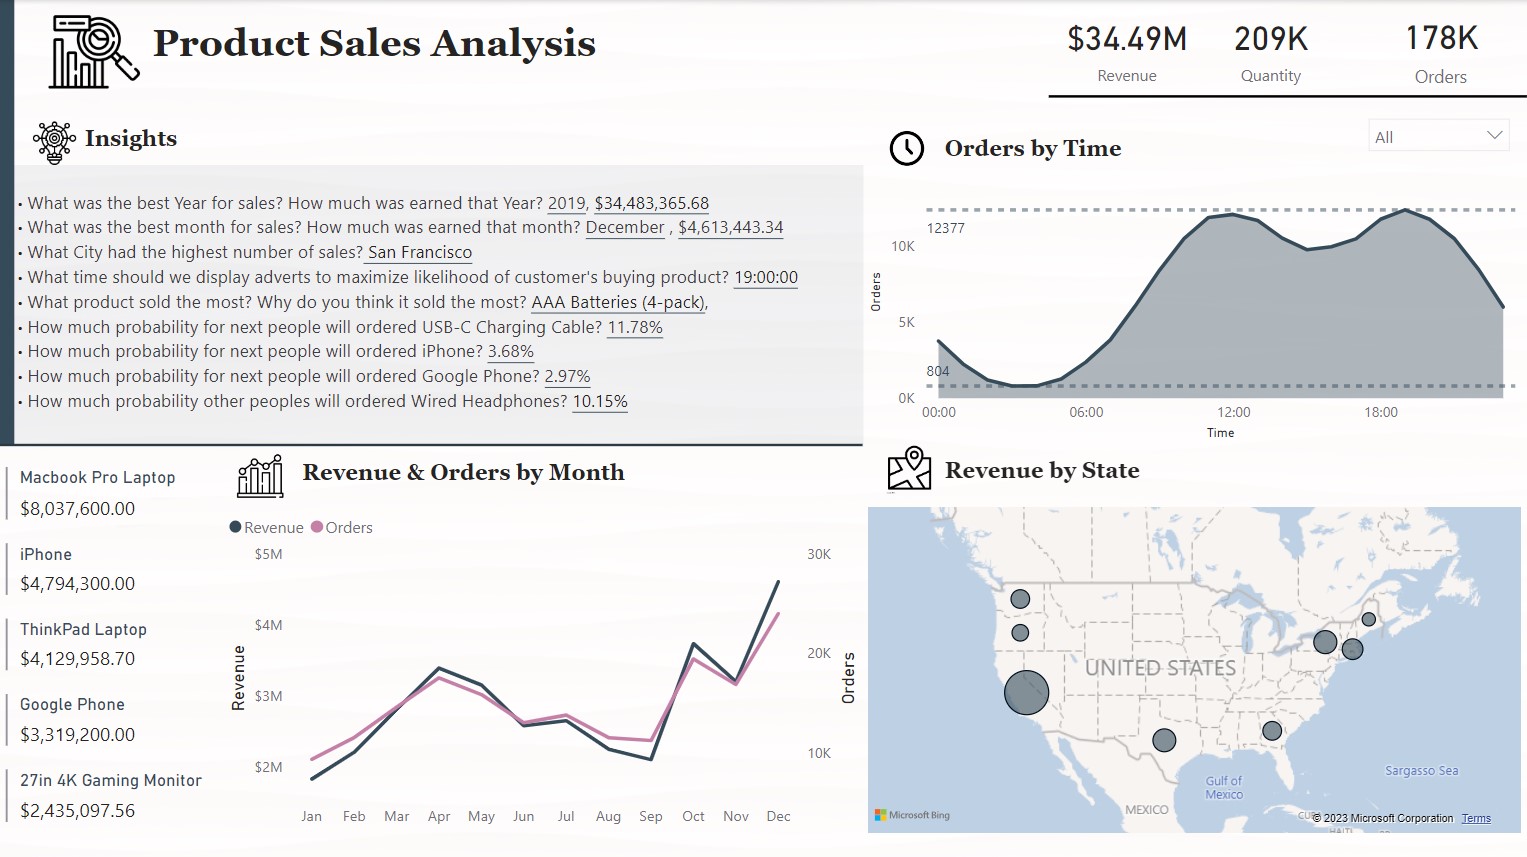 Product Sales Analysis
$34.49M
Revenue
209K
Quantity
178K
Orders
Insights
• What was the best Year for sales? How much was earned that Year? 2019, $34,483,365.68
• What was the best month for sales? How much was earned that month? December , $4,613,443.34
• What City had the highest number of sales? San Francisco
• What time should we display adverts to maximize likelihood of customer's buying product? 19:00:00
• What product sold the most? Why do you think it sold the most? AAA Batteries (4-pack),
• How much probability for next people will ordered USB-C Charging Cable? 11.78%
• How much probability for next people will ordered iPhone? 3.68%
• How much probability for next people will ordered Google Phone? 2.97%
• How much probability other peoples will ordered Wired Headphones? 10.15%
Orders by Time
All
12377
10K
5K
804
0K
Orders
00:00 06:00 12:00 18:00
Time
Macbook Pro Laptop
$8,037,600.00
iPhone
$4,794,300.00
ThinkPad Laptop
$4,129,958.70
Google Phone
$3,319,200.00
27in 4K Gaming Monitor
$2,435,097.56
Revenue & Orders by Month
Revenue Orders
$5M
$4M
$3M
$2M
Revenue
30K
20K
10K
Orders
Jan Feb Mar Apr May Jun Jul Aug Sep Oct Nov Dec
Revenue by State
UNITED STATES
Sargasso Sea
Gulf of
Mexico
MEXICO
Microsoft Bing
© 2023 Microsoft Corporation Terms